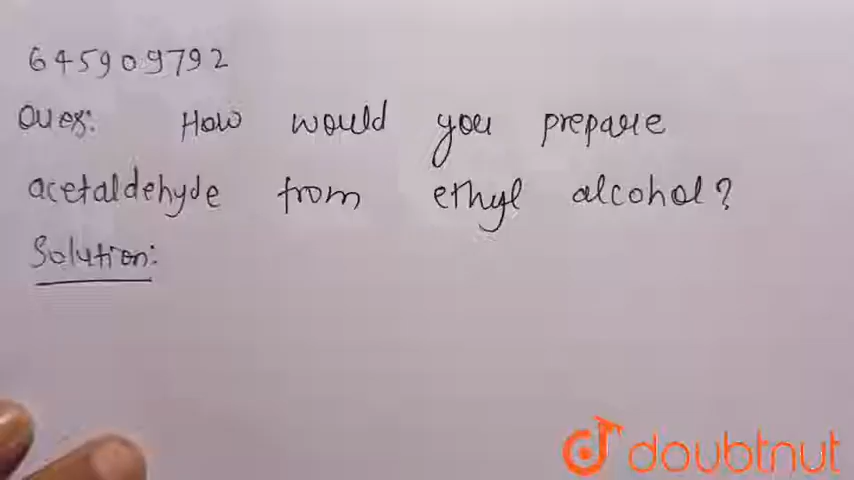 645909792
Ques: How would you prepare
acetaldehyde from ethyl alcohol?
Solution:
doubtnut